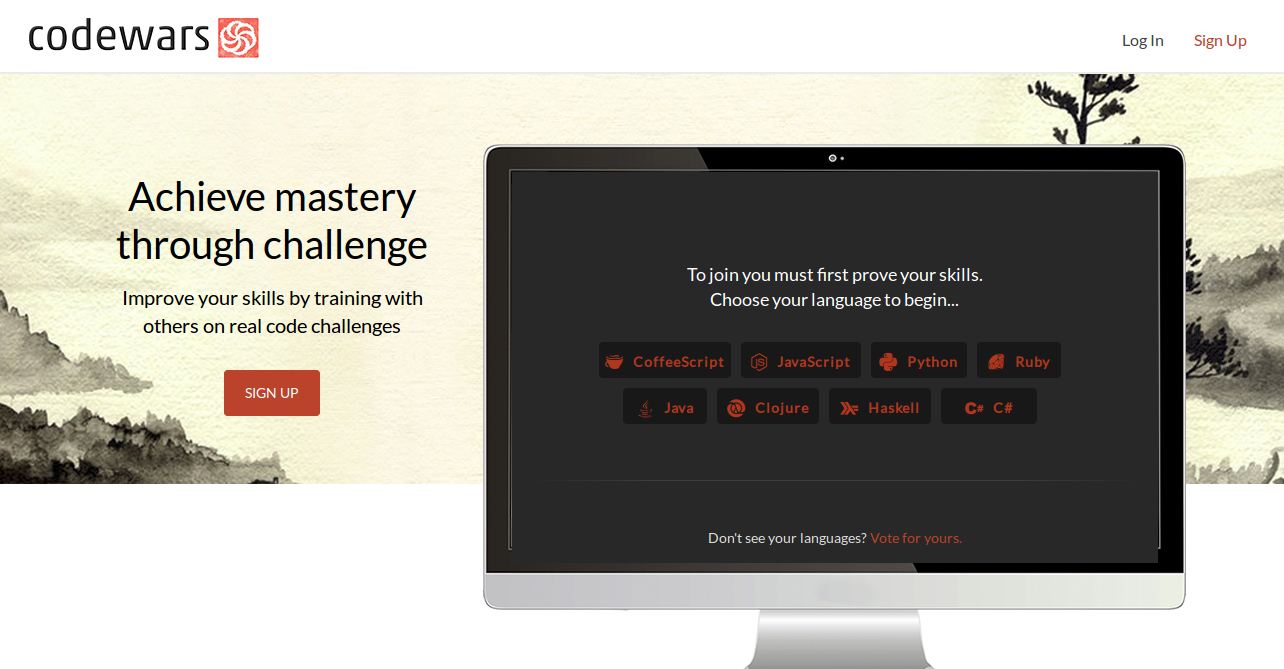 codewars
Log In
Sign Up
Achieve mastery
through challenge
Improve your skills by training with
others on real code challenges
SIGN UP
To join you must first prove your skills.
Choose your language to begin...
CoffeeScript
JavaScript
Python
Ruby
Java
Clojure
Haskell
C# C#
Don't see your languages? Vote for yours.